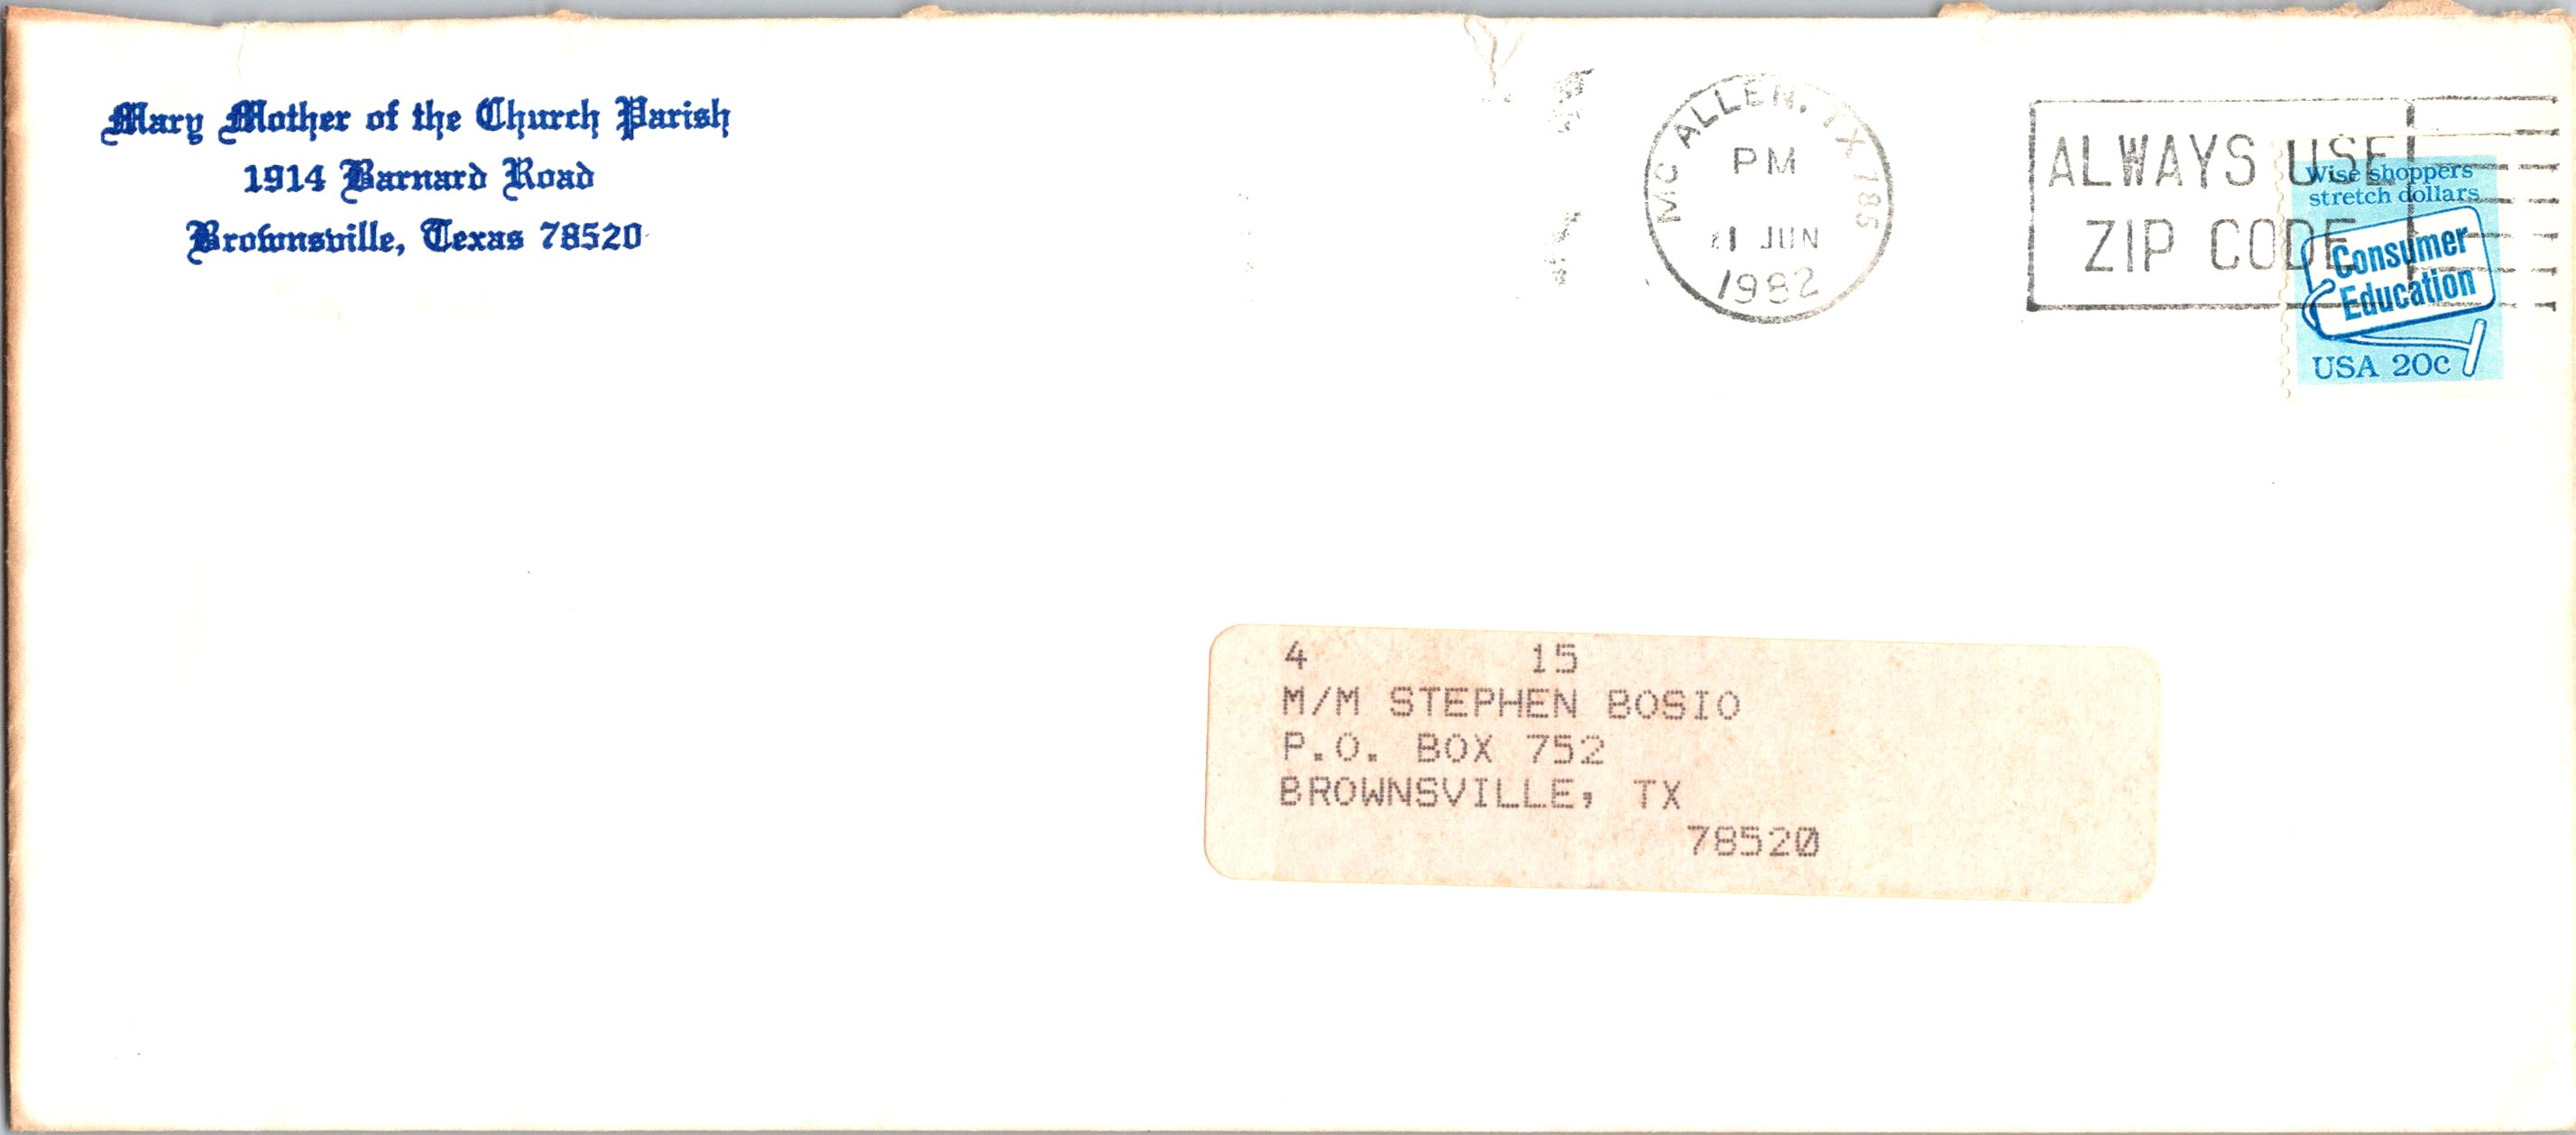 Mary Mother of the Church Parish
1914 Barnard Road
Brownsville, Texas 78520
MC ALLEN, TX 785
PM
JUN
1982
ALWAYS USE
ZIP CODE
Wise shoppers
stretch dollars
Consumer
Education
USA 20c
4 15
M/M STEPHEN BOSIO
P.O. BOX 752
BROWNSVILLE, TX
78520